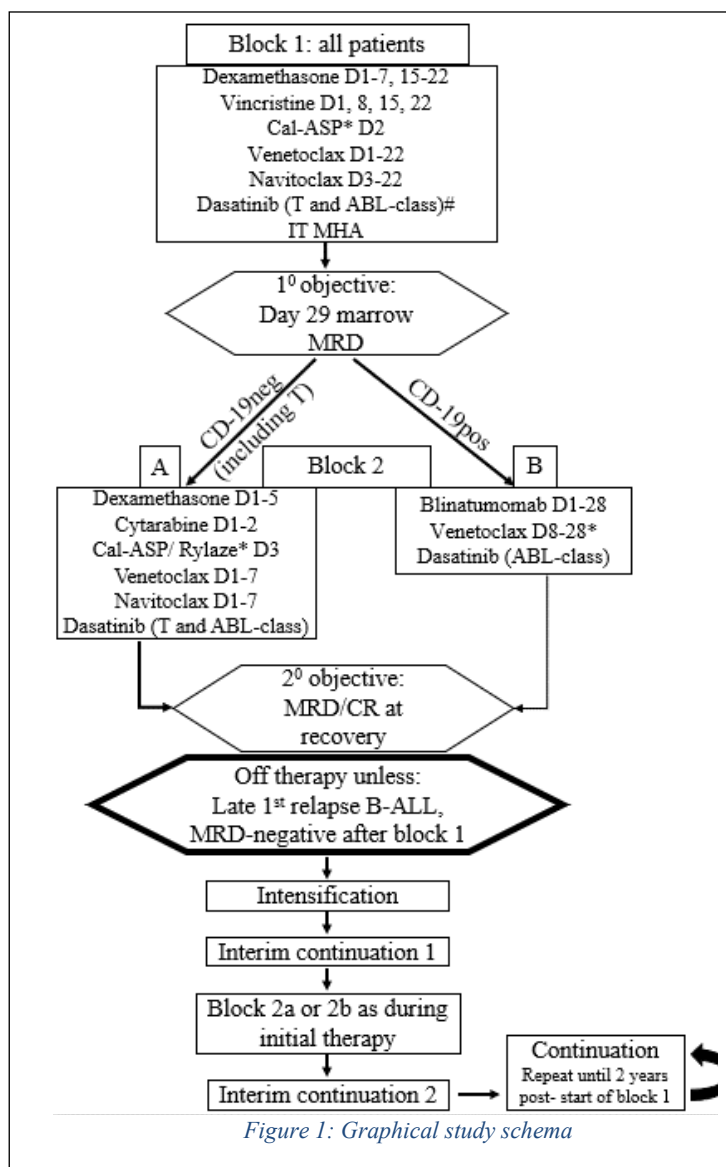 Block 1: all patients
Dexamethasone D1-7, 15-22
Vincristine D1, 8, 15, 22
Cal-ASP* D2
Venetoclax D1-22
Navitoclax D3-22
Dasatinib (T and ABL-class)#
IT MHA
1⁰ objective:
Day 29 marrow
MRD
CD-19neg
(including T)
CD-19pos
A
Block 2
B
Dexamethasone D1-5
Cytarabine D1-2
Cal-ASP/ Rylaze* D3
Venetoclax D1-7
Navitoclax D1-7
Dasatinib (T and ABL-class)
Blinatumomab D1-28
Venetoclax D8-28*
Dasatinib (ABL-class)
2⁰ objective:
MRD/CR at
recovery
Off therapy unless:
Late 1st relapse B-ALL,
MRD-negative after block 1
Intensification
Interim continuation 1
Block 2a or 2b as during
initial therapy
Interim continuation 2
Continuation
Repeat until 2 years
post- start of block 1
Figure 1: Graphical study schema